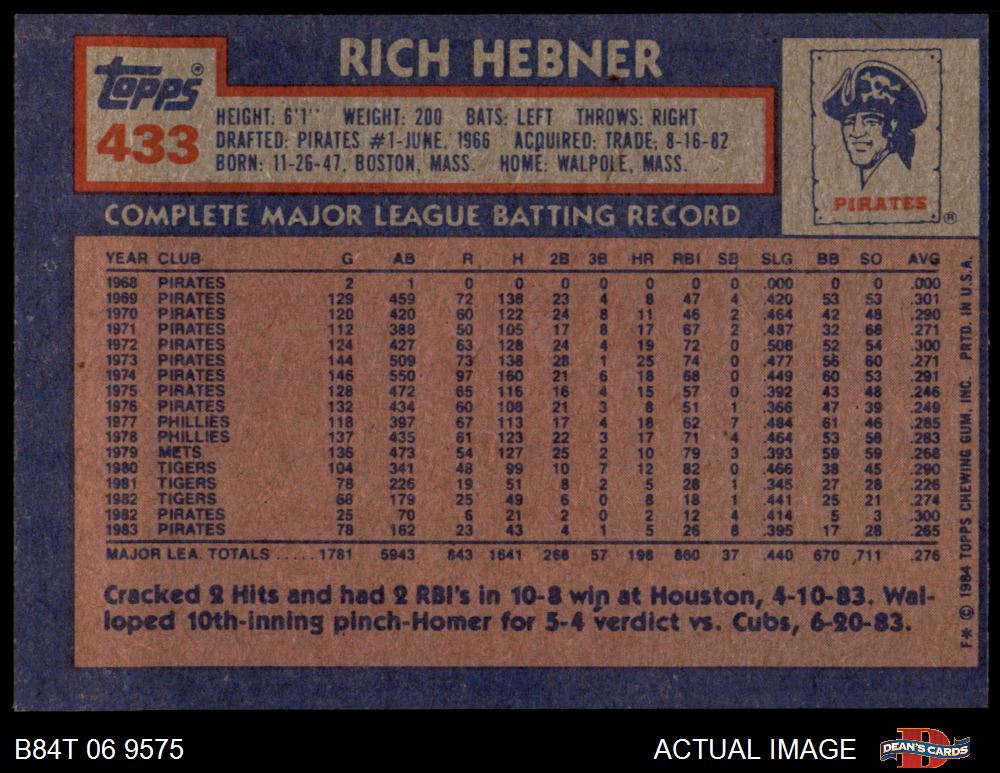 RICH HEBNER
TOPPS®
433
HEIGHT: 6'1" WEIGHT: 200 BATS: LEFT THROWS: RIGHT
DRAFTED: PIRATES #1-JUNE, 1966 ACQUIRED: TRADE, 8-16-82
BORN: 11-26-47, BOSTON, MASS. HOME: WALPOLE, MASS.
PIRATES ®
COMPLETE MAJOR LEAGUE BATTING RECORD
YEAR CLUB G AB R H 2B 3B HR RBI SB SLG BB SO AVG
1968 PIRATES 2 1 0 0 0 0 0 0 0 .000 0 0 .000
1969 PIRATES 129 459 72 138 23 4 8 47 4 .420 53 53 .301
1970 PIRATES 120 420 60 122 24 8 11 46 2 .464 42 48 .290
1971 PIRATES 112 388 50 105 17 8 17 67 2 .487 32 68 .271
1972 PIRATES 124 427 63 128 24 4 19 72 0 .508 52 54 .300
1973 PIRATES 144 509 73 138 28 1 25 74 0 .477 56 60 .271
1974 PIRATES 146 550 97 160 21 6 18 68 0 .449 60 53 .291
1975 PIRATES 128 472 65 116 16 4 15 57 0 .392 43 48 .246
1976 PIRATES 132 434 60 108 21 3 8 51 1 .366 47 39 .249
1977 PHILLIES 118 397 67 113 17 4 18 62 7 .484 61 46 .285
1978 PHILLIES 137 435 61 123 22 3 17 71 4 .464 53 58 .283
1979 METS 136 473 54 127 25 2 10 79 3 .393 59 59 .268
1980 TIGERS 104 341 48 99 10 7 12 82 0 .466 38 45 .290
1981 TIGERS 78 226 19 51 8 2 5 28 1 .345 27 28 .226
1982 TIGERS 68 179 25 49 6 0 8 18 1 .441 25 21 .274
1982 PIRATES 25 70 6 21 2 0 2 12 4 .414 5 3 .300
1983 PIRATES 78 162 23 43 4 1 5 26 8 .395 17 28 .265
MAJOR LEA. TOTALS ..... 1781 5943 843 1641 268 57 198 860 37 .440 670 711 .276
Cracked 2 Hits and had 2 RBI's in 10-8 win at Houston, 4-10-83. Wal-
loped 10th-inning pinch-Homer for 5-4 verdict vs. Cubs, 6-20-83.
F* © 1984 TOPPS CHEWING GUM, INC. PRTD. IN U.S.A.
B84T 06 9575
ACTUAL IMAGE
DEAN'S CARDS